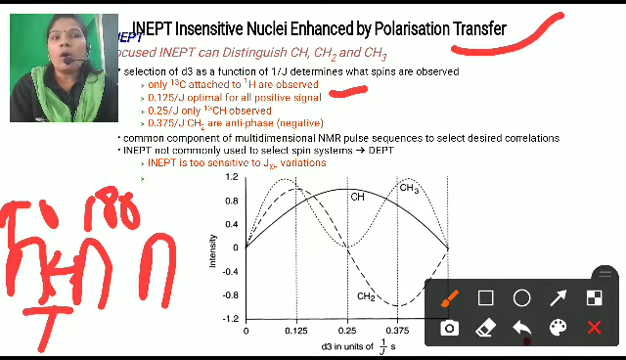 INEPT Insensitive Nuclei Enhanced by Polarisation Transfer
ocused INEPT can Distinguish CH, CH2 and CH3
• selection of d3 as a function of 1/J determines what spins are observed
only 13C attached to 1H are observed
0.125/J optimal for all positive signal
0.25/J only 13CH observed
0.375/J CH2 are anti-phase (negative)
• common component of multidimensional NMR pulse sequences to select desired correlations
• INEPT not commonly used to select spin systems → DEPT
INEPT is too sensitive to JXH variations
1.2
0.8
0.4
0
-0.4
-0.8
-1.2
Intensity
CH
CH3
CH2
0
0.125
0.25
0.375
d3 in units of 1/J s
180